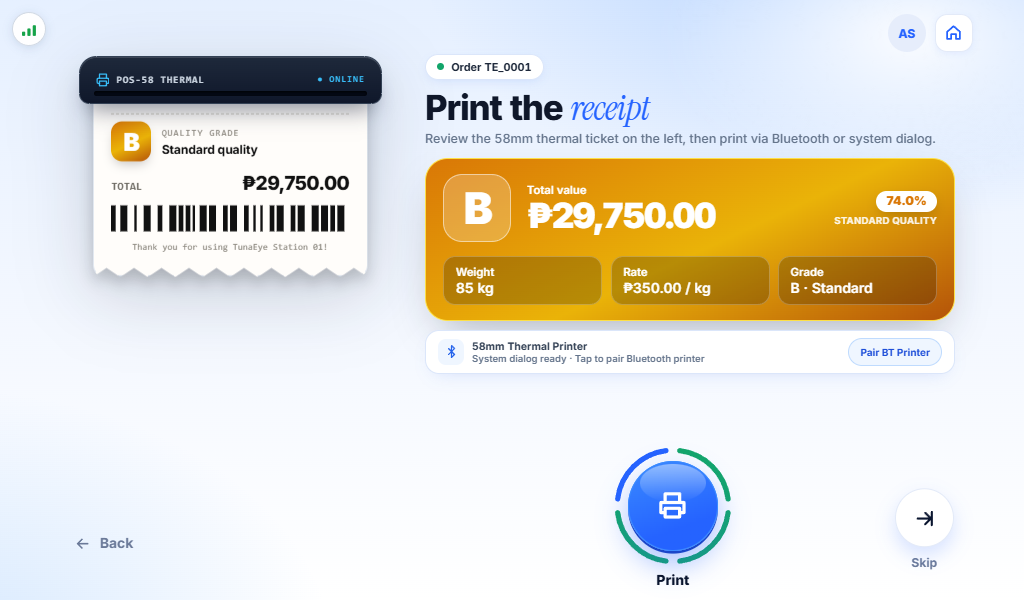 AS
POS-58 THERMAL
ONLINE
B
QUALITY GRADE
Standard quality
TOTAL
₱29,750.00
Thank you for using TunaEye Station 01!
Order TE_0001
Print the receipt
Review the 58mm thermal ticket on the left, then print via Bluetooth or system dialog.
B
Total value
₱29,750.00
74.0%
STANDARD QUALITY
Weight
85 kg
Rate
₱350.00 / kg
Grade
B · Standard
58mm Thermal Printer
System dialog ready · Tap to pair Bluetooth printer
Pair BT Printer
Back
Print
Skip